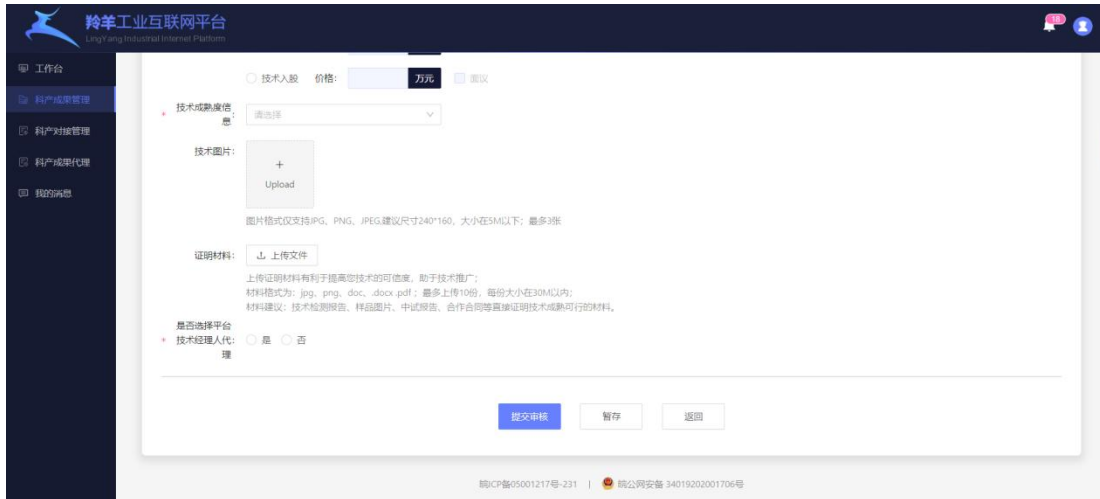 羚羊工业互联网平台
LingYang Industrial Internet Platform
18
工作台
科产成果管理
科产对接管理
科产成果代理
我的消息
技术入股 价格: 万元 面议
* 技术成熟度信息: 请选择
技术图片:
+
Upload
图片格式仅支持JPG、PNG、JPEG,建议尺寸240*160、大小在5M以下；最多3张
证明材料: 上传文件
上传证明材料有利于提高您技术的可信度，助于技术推广；
材料格式为：jpg、png、doc、.docx .pdf ；最多上传10份，每份大小在30M以内；
材料建议：技术检测报告、样品图片、中试报告、合作合同等直接证明技术成熟可行的材料。
* 是否选择平台技术经理人代理: 是 否
提交审核 暂存 返回
皖ICP备05001217号-231 | 皖公网安备 34019202001706号